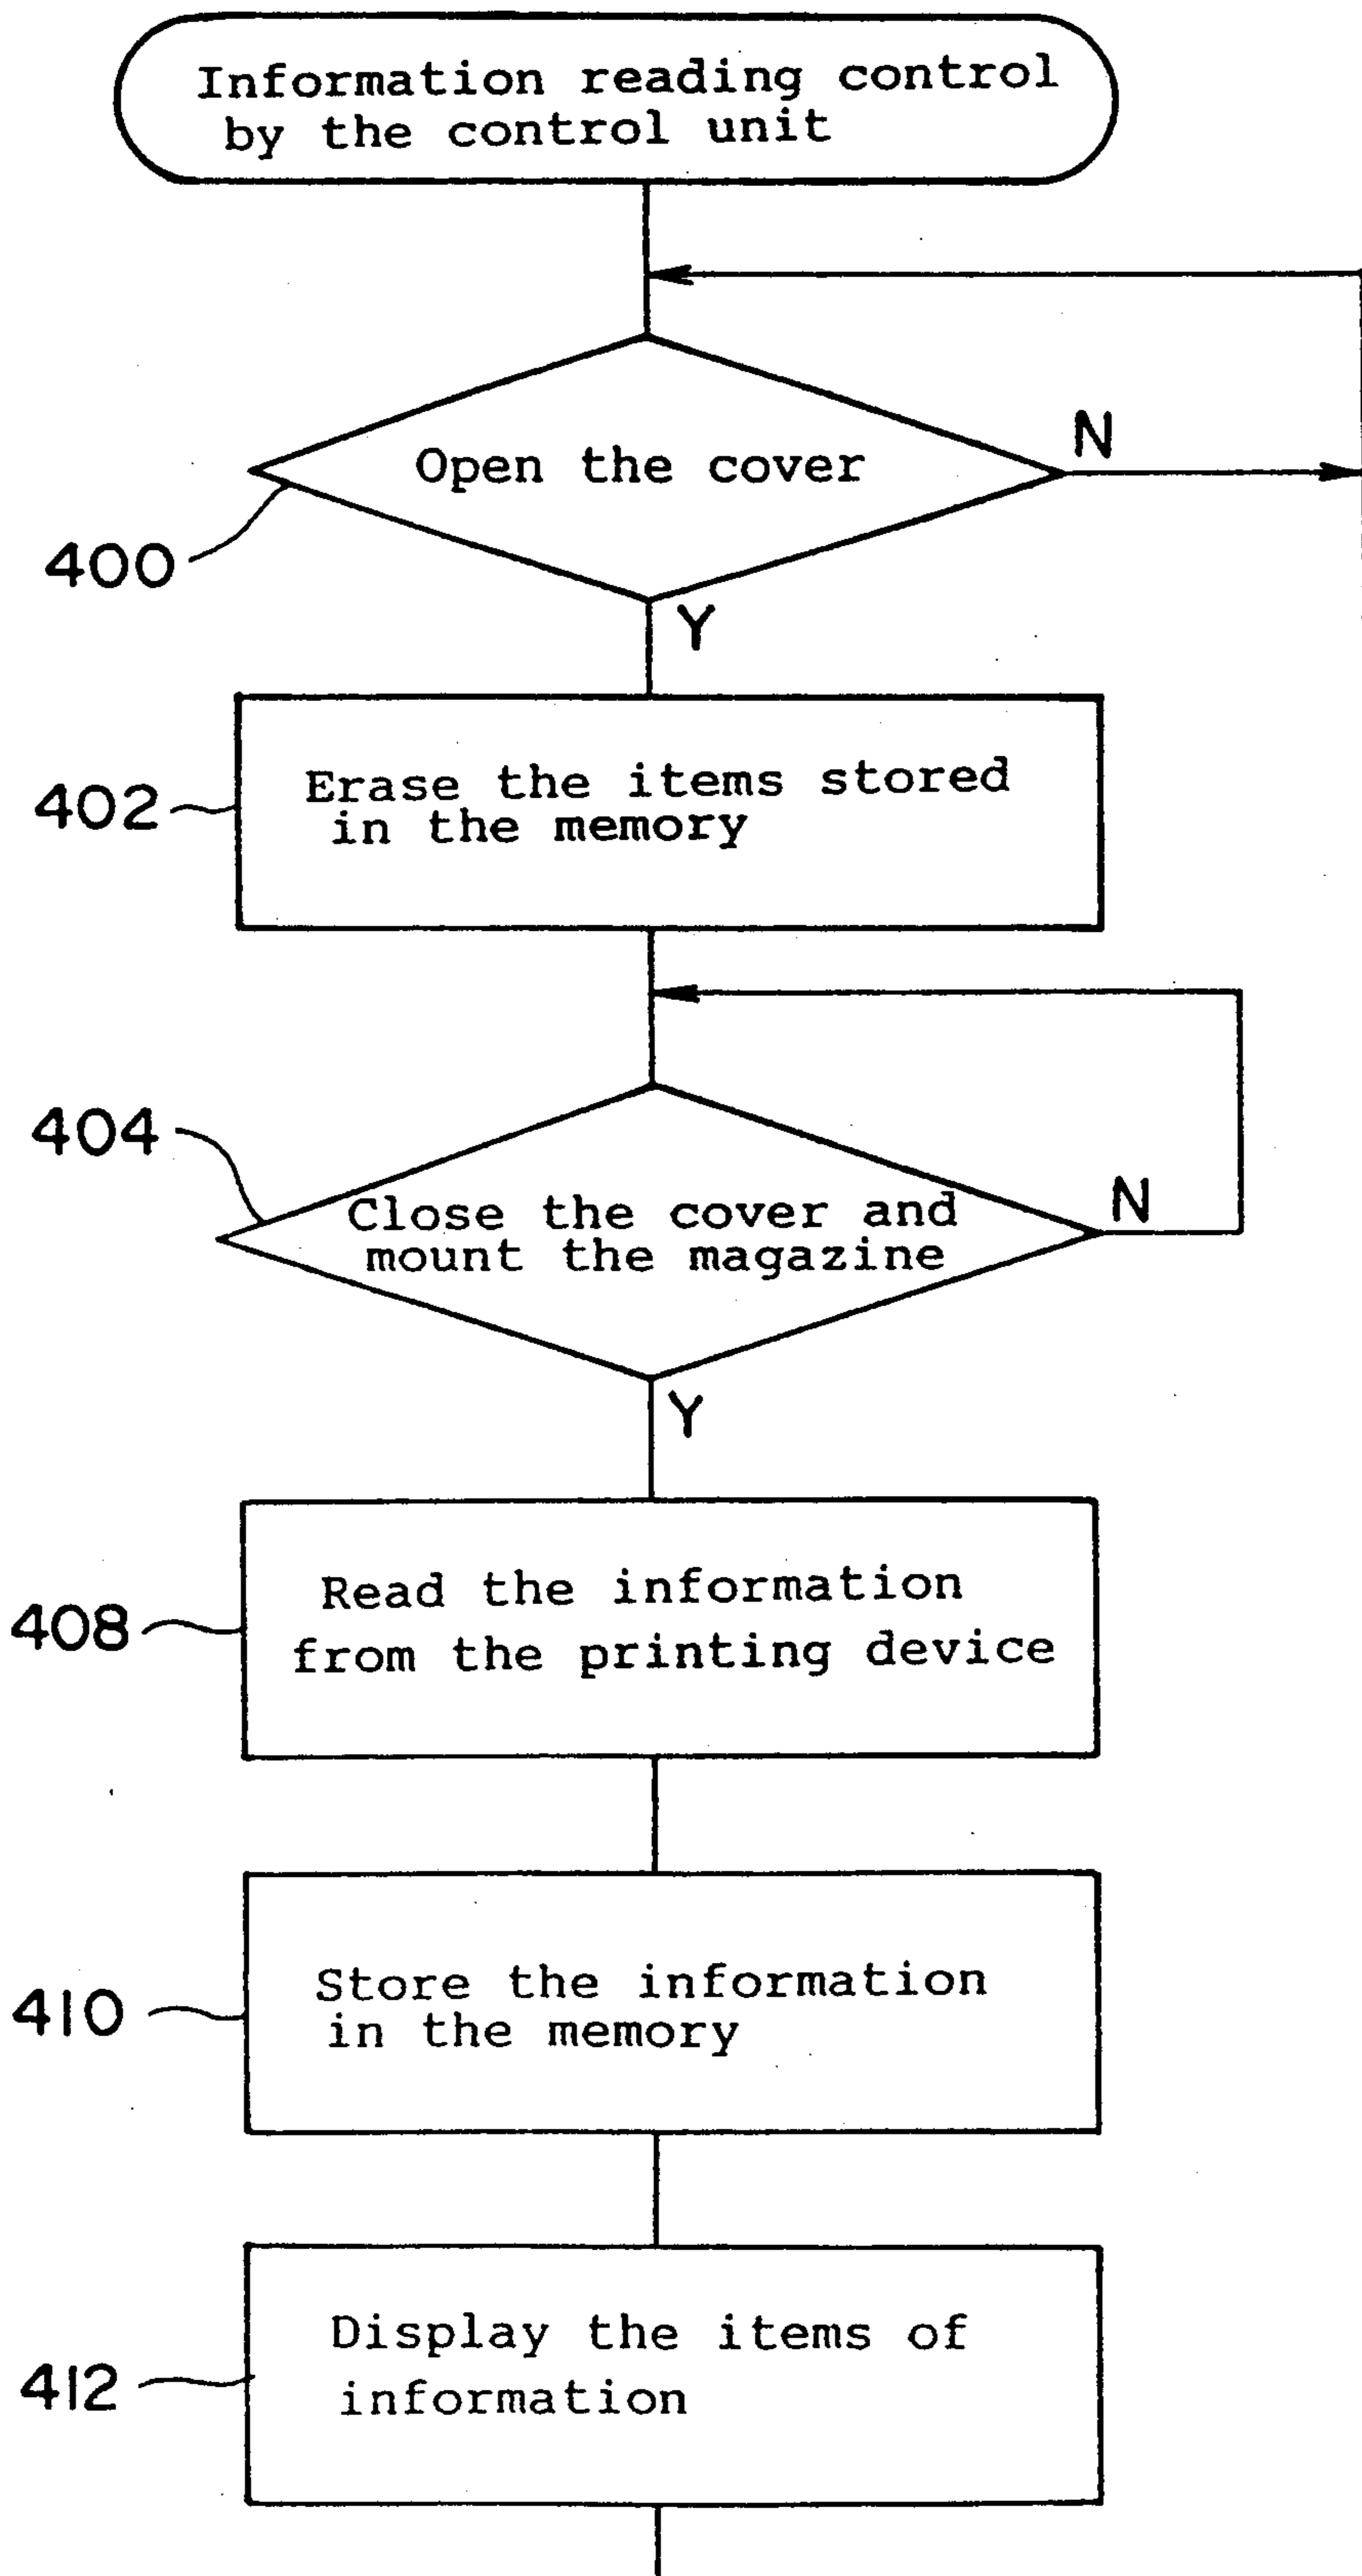 Information reading control
by the control unit
Open the cover
N
400
Y
402
Erase the items stored
in the memory
404
Close the cover and
mount the magazine
N
Y
408
Read the information
from the printing device
410
Store the information
in the memory
412
Display the items of
information